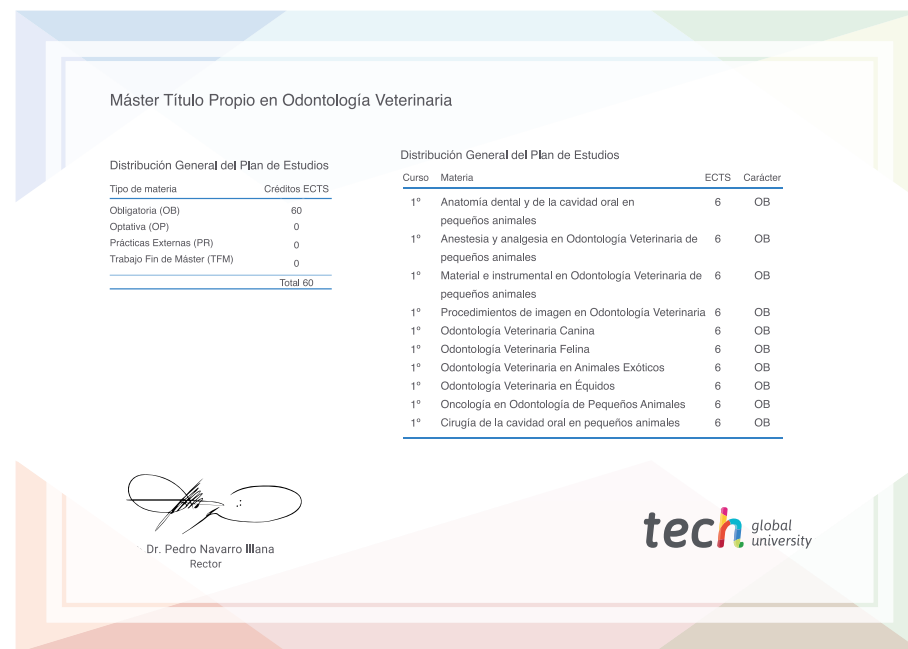 Máster Título Propio en Odontología Veterinaria
Distribución General del Plan de Estudios
Tipo de materia Créditos ECTS
Obligatoria (OB) 60
Optativa (OP) 0
Prácticas Externas (PR) 0
Trabajo Fin de Máster (TFM) 0
Total 60
Distribución General del Plan de Estudios
Curso Materia ECTS Carácter
1º Anatomía dental y de la cavidad oral en 6 OB
pequeños animales
1º Anestesia y analgesia en Odontología Veterinaria de 6 OB
pequeños animales
1º Material e instrumental en Odontología Veterinaria de 6 OB
pequeños animales
1º Procedimientos de imagen en Odontología Veterinaria 6 OB
1º Odontología Veterinaria Canina 6 OB
1º Odontología Veterinaria Felina 6 OB
1º Odontología Veterinaria en Animales Exóticos 6 OB
1º Odontología Veterinaria en Équidos 6 OB
1º Oncología en Odontología de Pequeños Animales 6 OB
1º Cirugía de la cavidad oral en pequeños animales 6 OB
Dr. Pedro Navarro Illana
Rector
tech global
university